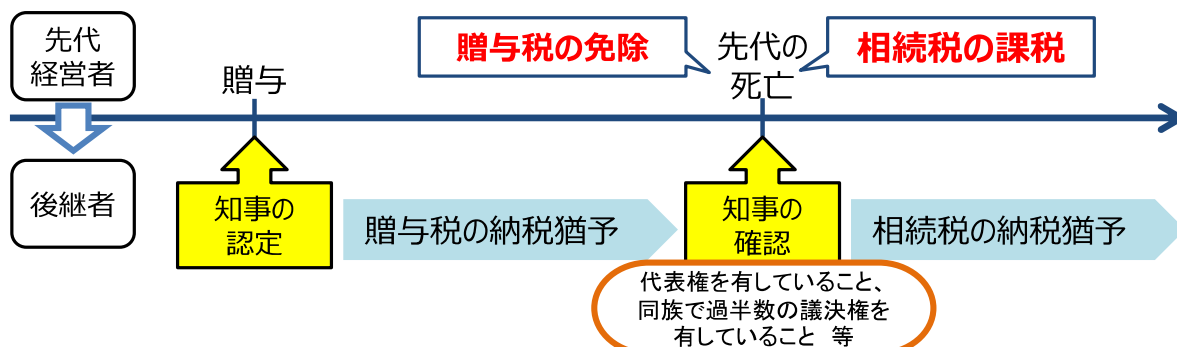 先代
経営者
後継者
贈与
知事の
認定
贈与税の納税猶予
贈与税の免除
先代の
死亡
相続税の課税
知事の
確認
相続税の納税猶予
代表権を有していること、
同族で過半数の議決権を
有していること　等